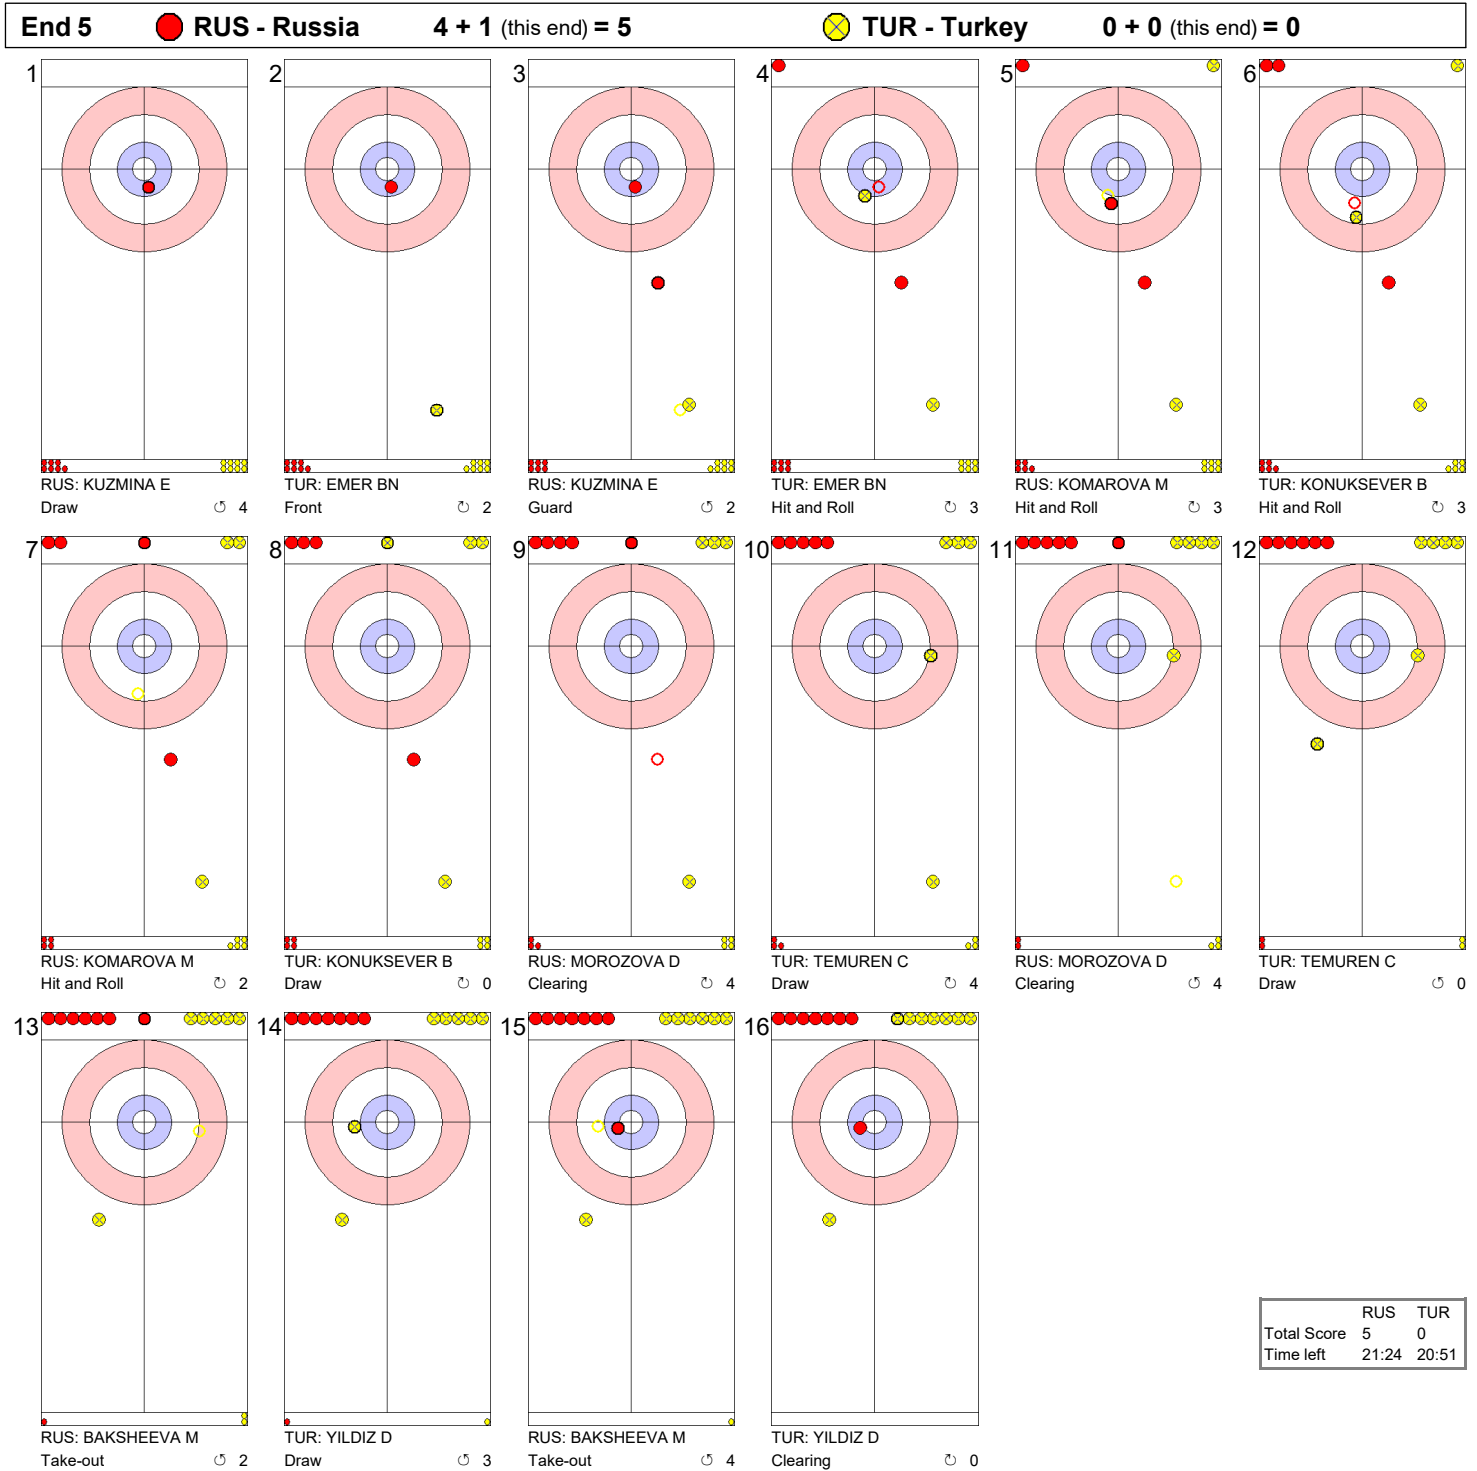 End 5 RUS - Russia 4 + 1 (this end) = 5 TUR - Turkey 0 + 0 (this end) = 0
1 2 3 4 5 6
RUS: KUZMINA E TUR: EMER BN RUS: KUZMINA E TUR: EMER BN RUS: KOMAROVA M TUR: KONUKSEVER B
Draw ↺ 4 Front ↻ 2 Guard ↺ 2 Hit and Roll ↻ 3 Hit and Roll ↺ 3 Hit and Roll ↻ 3
7 8 9 10 11 12
RUS: KOMAROVA M TUR: KONUKSEVER B RUS: MOROZOVA D TUR: TEMUREN C RUS: MOROZOVA D TUR: TEMUREN C
Hit and Roll ↻ 2 Draw ↻ 0 Clearing ↻ 4 Draw ↻ 4 Clearing ↺ 4 Draw ↺ 0
13 14 15 16
RUS: BAKSHEEVA M TUR: YILDIZ D RUS: BAKSHEEVA M TUR: YILDIZ D
Take-out ↺ 2 Draw ↺ 3 Take-out ↺ 4 Clearing ↻ 0
RUS TUR
Total Score 5 0
Time left 21:24 20:51